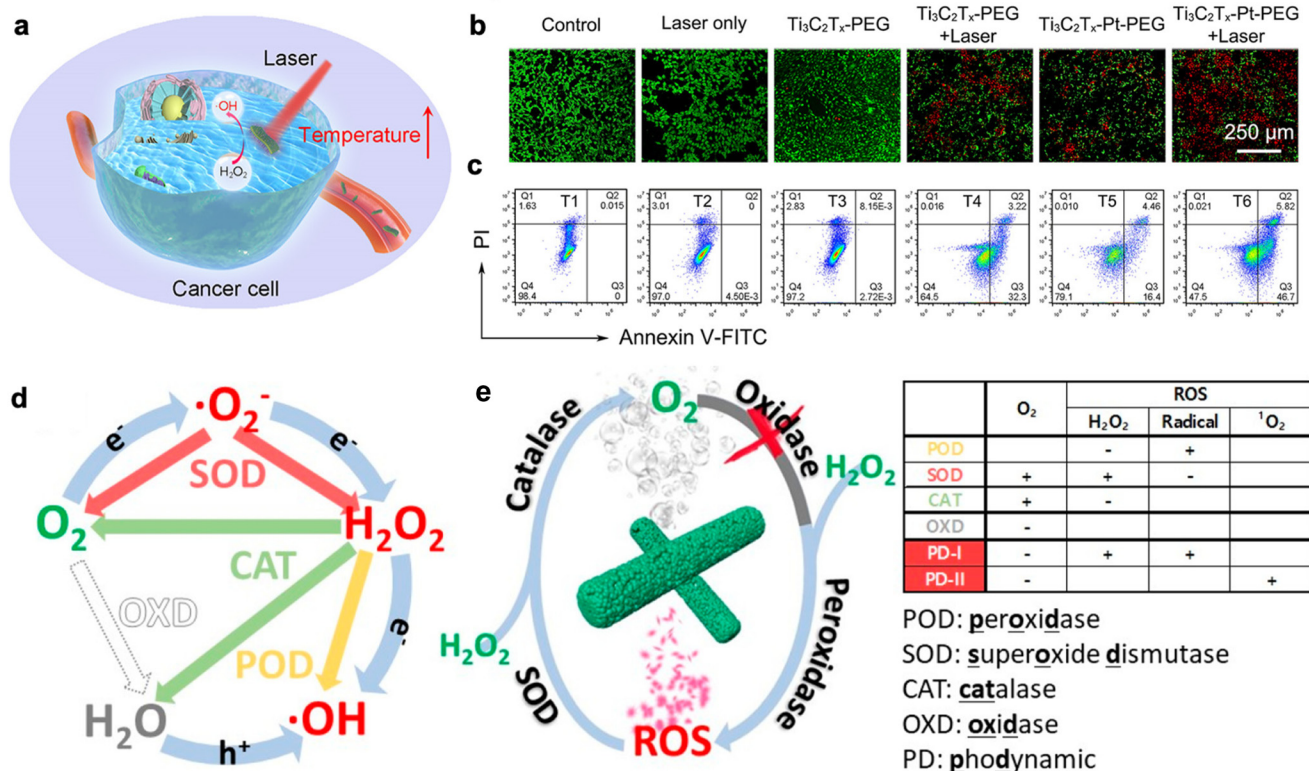 a
Laser
·OH
Temperature
H₂O₂
Cancer cell
b
Control
Laser only
Ti₃C₂Tₓ-PEG
Ti₃C₂Tₓ-PEG
+Laser
Ti₃C₂Tₓ-Pt-PEG
Ti₃C₂Tₓ-Pt-PEG
+Laser
250 μm
c
PI
Annexin V-FITC
T1
Q1
1.63
Q2
0.015
Q4
98.4
Q3
0
T2
Q1
3.01
Q2
0
Q4
97.0
Q3
4.50E-3
T3
Q1
2.83
Q2
8.15E-3
Q4
97.2
Q3
2.72E-3
T4
Q1
0.016
Q2
3.22
Q4
64.5
Q3
32.3
T5
Q1
0.010
Q2
4.46
Q4
79.1
Q3
16.4
T6
Q1
0.021
Q2
5.82
Q4
47.5
Q3
46.7
d
·O₂⁻
e⁻
e⁻
SOD
O₂
H₂O₂
CAT
OXD
POD
e⁻
H₂O
·OH
h⁺
e
O₂
Catalase
Oxidase
H₂O₂
H₂O₂
SOD
Peroxidase
ROS
O₂ ROS
H₂O₂ Radical ¹O₂
POD - +
SOD + + -
CAT + -
OXD -
PD-I - + +
PD-II - +
POD: peroxidase
SOD: superoxide dismutase
CAT: catalase
OXD: oxidase
PD: phodynamic